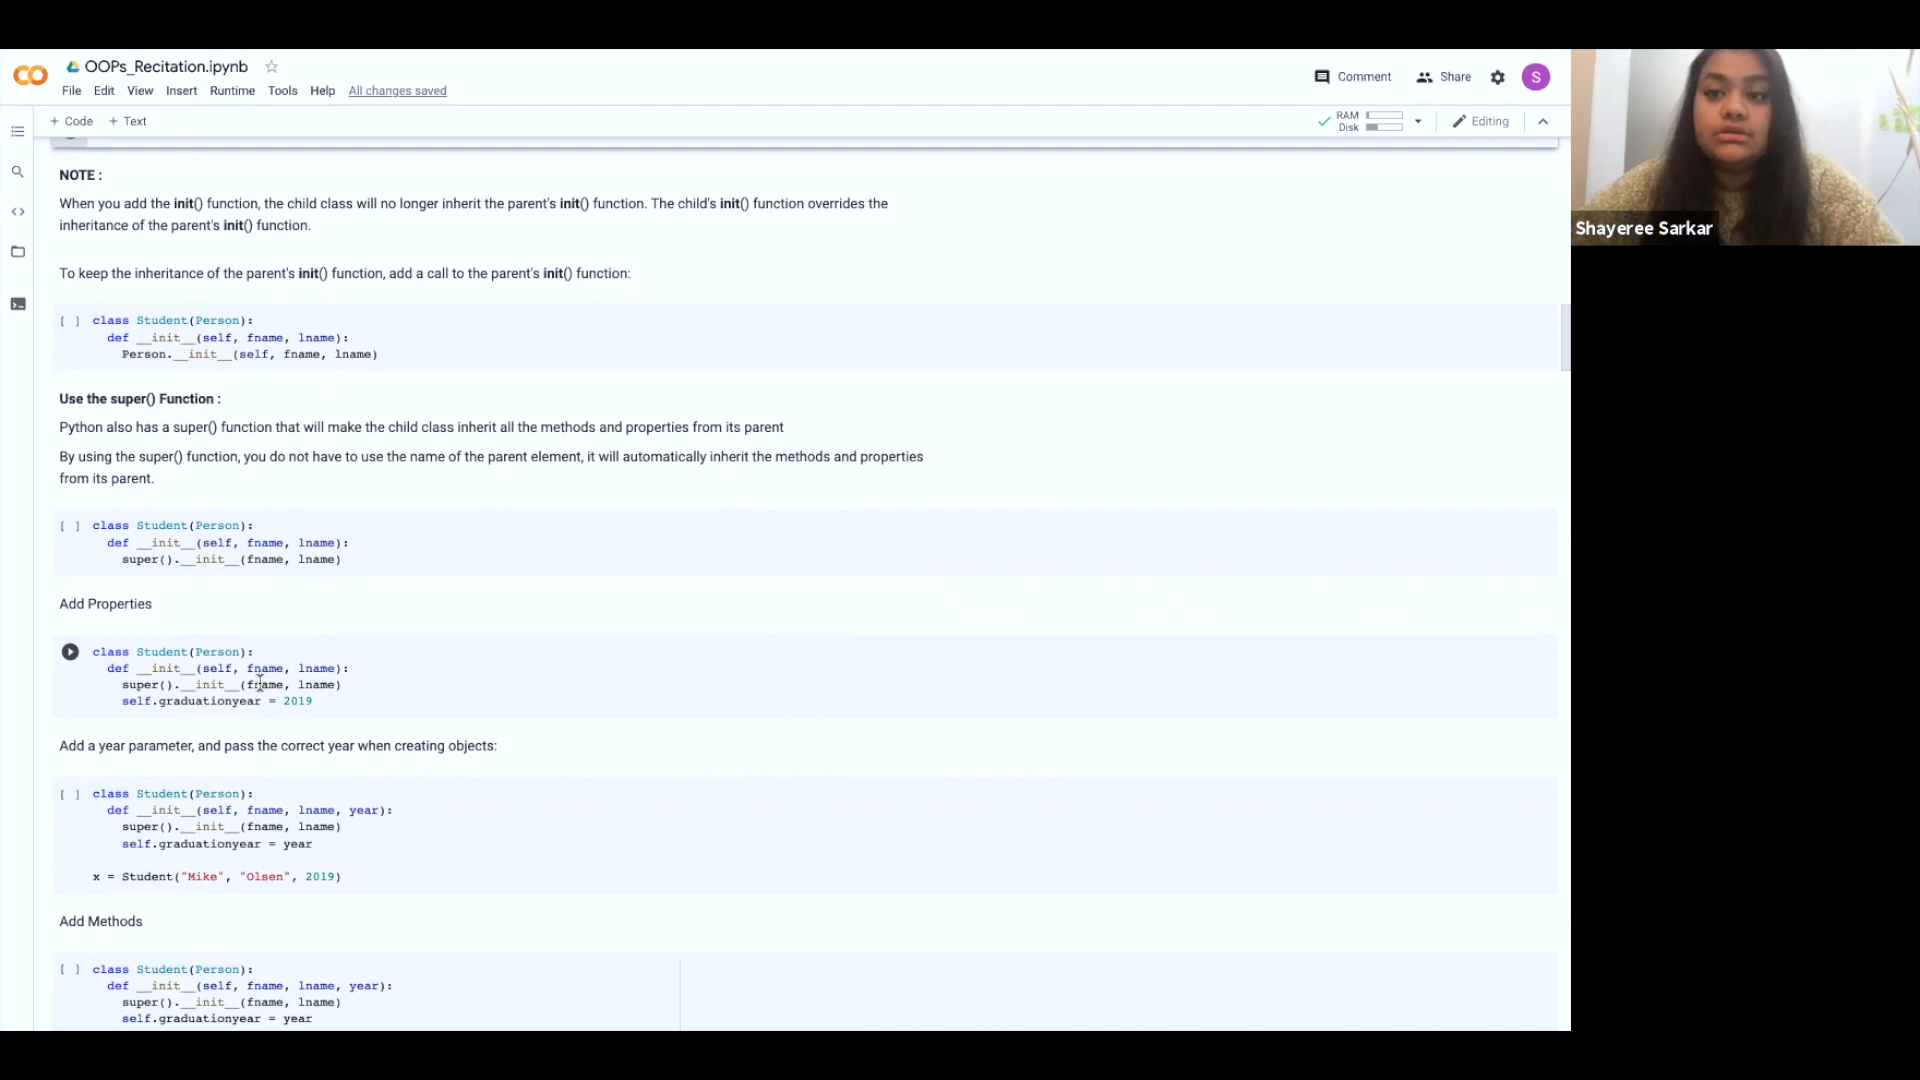 OOPs_Recitation.ipynb
Comment Share S
File Edit View Insert Runtime Tools Help All changes saved
+ Code + Text
RAM
Disk
Editing
NOTE :
When you add the init() function, the child class will no longer inherit the parent's init() function. The child's init() function overrides the
inheritance of the parent's init() function.
To keep the inheritance of the parent's init() function, add a call to the parent's init() function:
[ ] class Student(Person):
def __init__(self, fname, lname):
Person.__init__(self, fname, lname)
Use the super() Function :
Python also has a super() function that will make the child class inherit all the methods and properties from its parent
By using the super() function, you do not have to use the name of the parent element, it will automatically inherit the methods and properties
from its parent.
[ ] class Student(Person):
def __init__(self, fname, lname):
super().__init__(fname, lname)
Add Properties
class Student(Person):
def __init__(self, fname, lname):
super().__init__(fname, lname)
self.graduationyear = 2019
Add a year parameter, and pass the correct year when creating objects:
[ ] class Student(Person):
def __init__(self, fname, lname, year):
super().__init__(fname, lname)
self.graduationyear = year
x = Student("Mike", "Olsen", 2019)
Add Methods
[ ] class Student(Person):
def __init__(self, fname, lname, year):
super().__init__(fname, lname)
self.graduationyear = year
Shayeree Sarkar